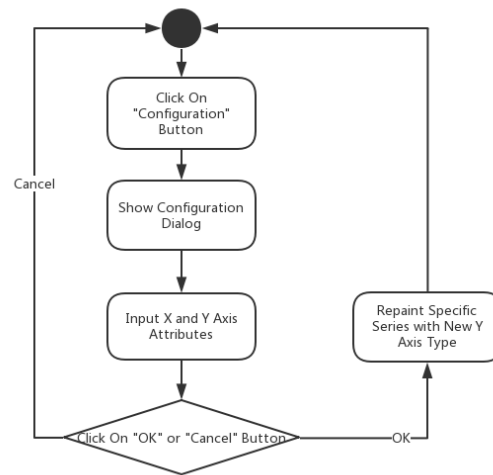 Click On
"Configuration"
Button
Cancel
Show Configuration
Dialog
Input X and Y Axis
Attributes
Repaint Specific
Series with New Y
Axis Type
Click On "OK" or "Cancel" Button
OK